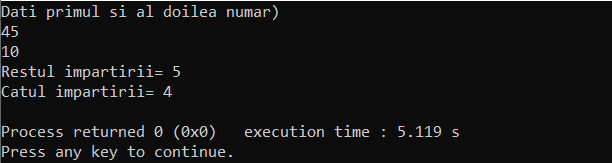 Dati primul si al doilea numar)
45
10
Restul impartirii= 5
Catul impartirii= 4
Process returned 0 (0x0)   execution time : 5.119 s
Press any key to continue.